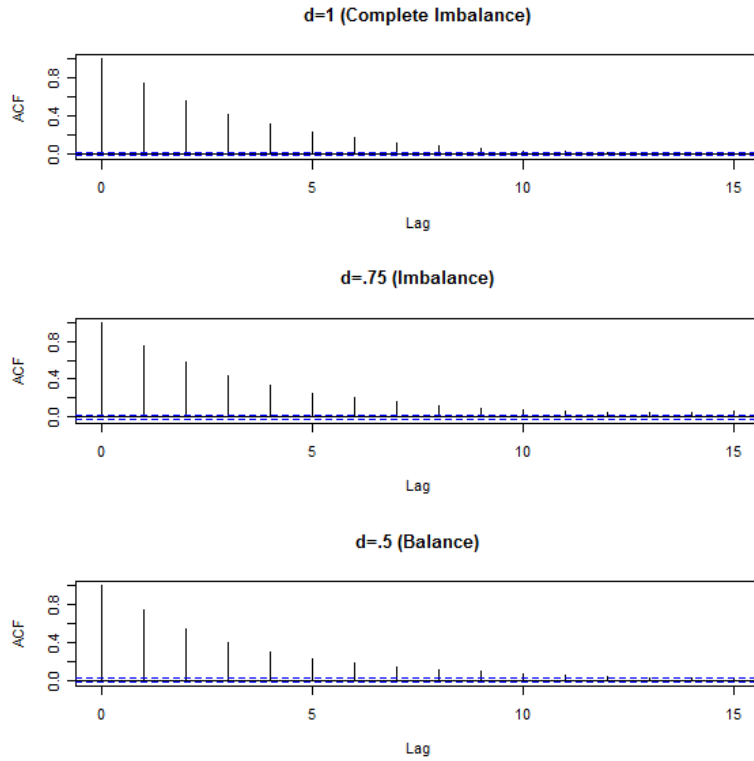 d=1 (Complete Imbalance)
ACF
0.0 0.4 0.8
0 5 10 15
Lag
d=.75 (Imbalance)
ACF
0.0 0.4 0.8
0 5 10 15
Lag
d=.5 (Balance)
ACF
0.0 0.4 0.8
0 5 10 15
Lag